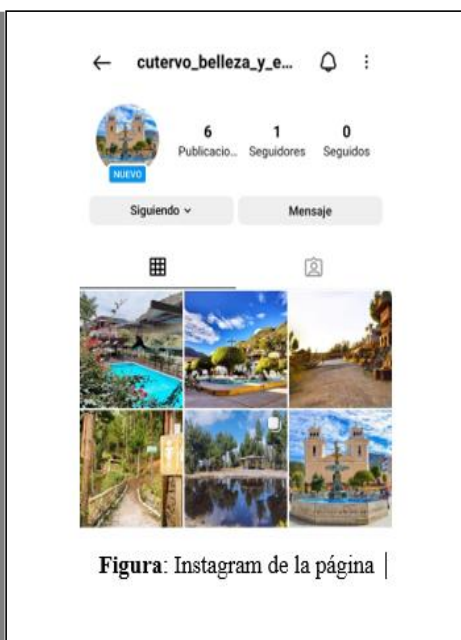 cutervo_belleza_y_e...
6 1 0
Publicacio... Seguidores Seguidos
NUEVO
Siguiendo Mensaje
Figura: Instagram de la página